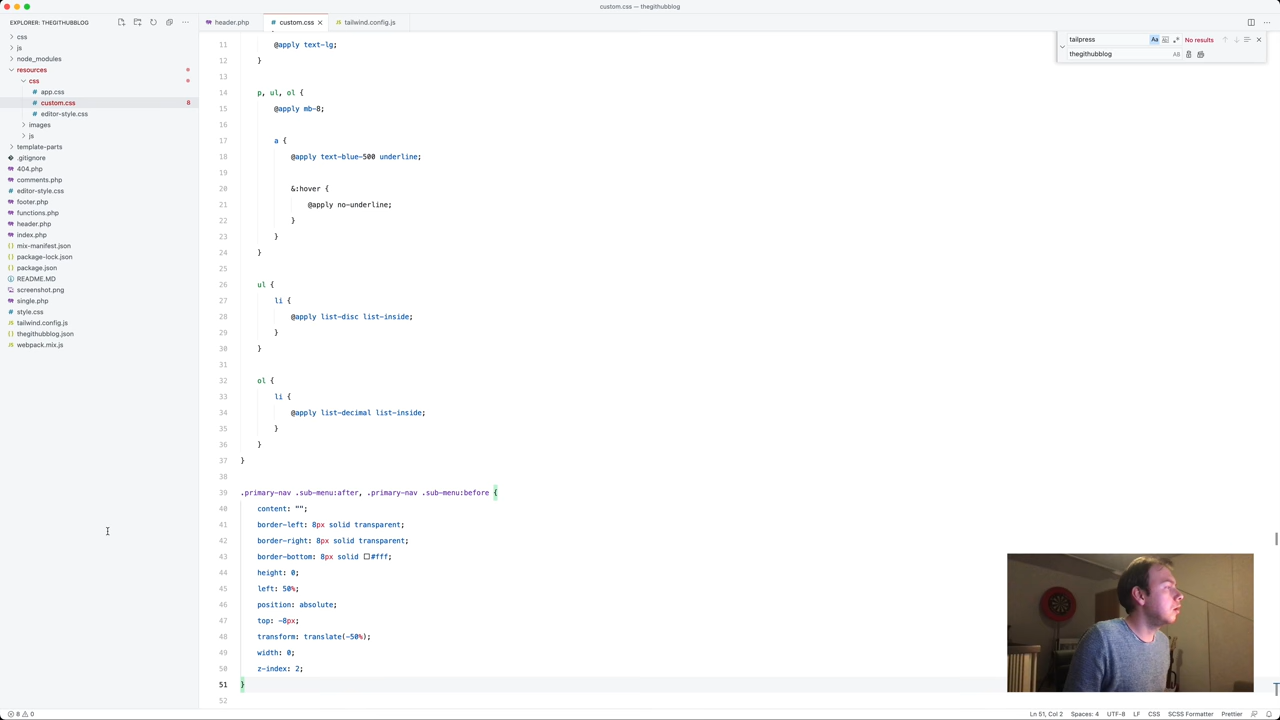 custom.css — thegithubblog
EXPLORER: THEGITHUBBLOG
header.php
custom.css
tailwind.config.js
css
js
node_modules
resources
css
app.css
custom.css 8
editor-style.css
images
js
template-parts
.gitignore
404.php
comments.php
editor-style.css
footer.php
functions.php
header.php
index.php
mix-manifest.json
package-lock.json
package.json
README.MD
screenshot.png
single.php
style.css
tailwind.config.js
thegithubblog.json
webpack.mix.js
tailpress Aa No results
thegithubblog AB
11 @apply text-lg;
12 }
13
14 p, ul, ol {
15 @apply mb-8;
16
17 a {
18 @apply text-blue-500 underline;
19
20 &:hover {
21 @apply no-underline;
22 }
23 }
24 }
25
26 ul {
27 li {
28 @apply list-disc list-inside;
29 }
30 }
31
32 ol {
33 li {
34 @apply list-decimal list-inside;
35 }
36 }
37 }
38
39 .primary-nav .sub-menu:after, .primary-nav .sub-menu:before {
40 content: "";
41 border-left: 8px solid transparent;
42 border-right: 8px solid transparent;
43 border-bottom: 8px solid #fff;
44 height: 0;
45 left: 50%;
46 position: absolute;
47 top: -8px;
48 transform: translate(-50%);
49 width: 0;
50 z-index: 2;
51 }
52
8 0
Ln 51, Col 2 Spaces: 4 UTF-8 LF CSS SCSS Formatter Prettier